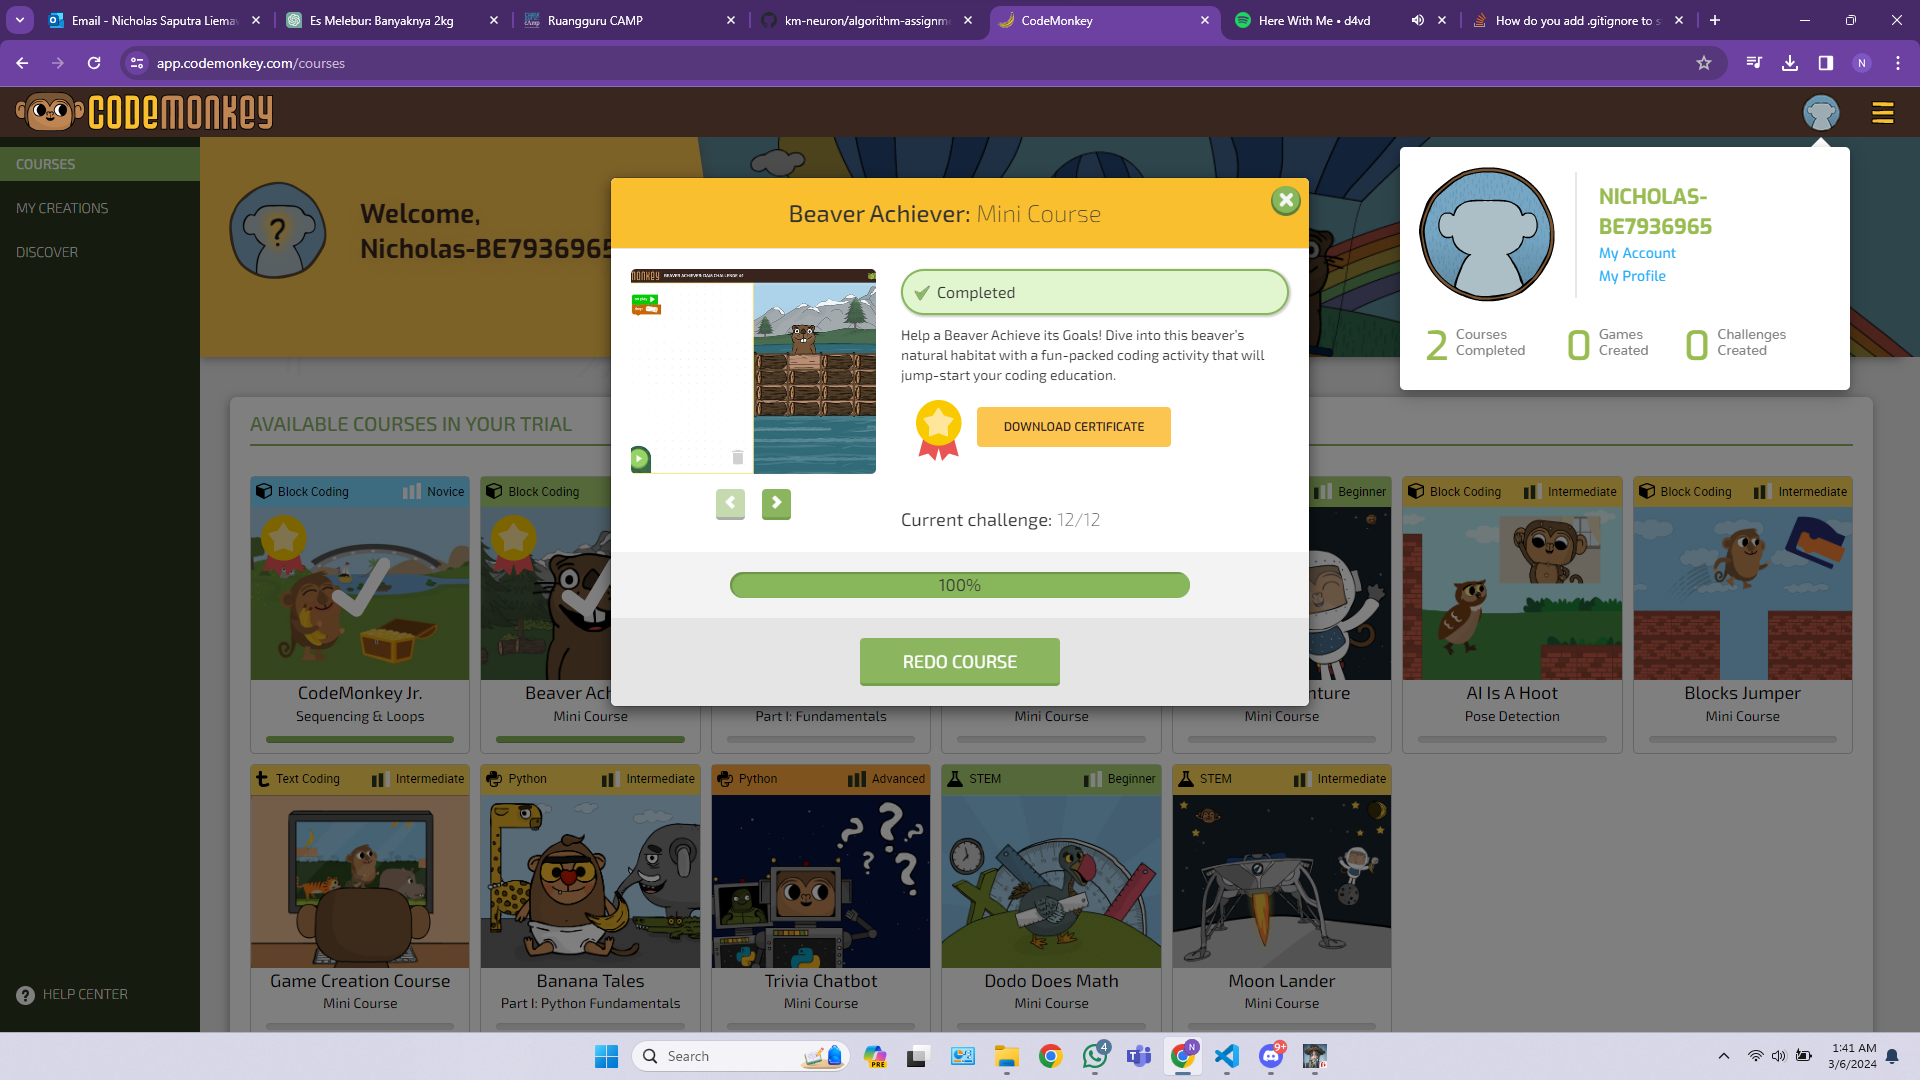 Email - Nicholas Saputra Liemav
Es Melebur: Banyaknya 2kg
Ruangguru CAMP
km-neuron/algorithm-assignme
CodeMonkey
Here With Me • d4vd
How do you add .gitignore to s
app.codemonkey.com/courses
N
CODEMONKEY
COURSES
MY CREATIONS
DISCOVER
HELP CENTER
Welcome,
Nicholas-BE7936965
NICHOLAS-
BE7936965
My Account
My Profile
2 Courses Completed
0 Games Created
0 Challenges Created
Beaver Achiever: Mini Course
Completed
Help a Beaver Achieve its Goals! Dive into this beaver's
natural habitat with a fun-packed coding activity that will
jump-start your coding education.
DOWNLOAD CERTIFICATE
Current challenge: 12/12
100%
REDO COURSE
AVAILABLE COURSES IN YOUR TRIAL
Block Coding Novice
CodeMonkey Jr.
Sequencing & Loops
Block Coding
Beaver Ach
Mini Course
Part I: Fundamentals
Mini Course
Beginner
nture
Mini Course
Block Coding Intermediate
AI Is A Hoot
Pose Detection
Block Coding Intermediate
Blocks Jumper
Mini Course
Text Coding Intermediate
Game Creation Course
Mini Course
Python Intermediate
Banana Tales
Part I: Python Fundamentals
Python Advanced
Trivia Chatbot
Mini Course
STEM Beginner
Dodo Does Math
Mini Course
STEM Intermediate
Moon Lander
Mini Course
Search
PRE
4
N
9+
1:41 AM
3/6/2024